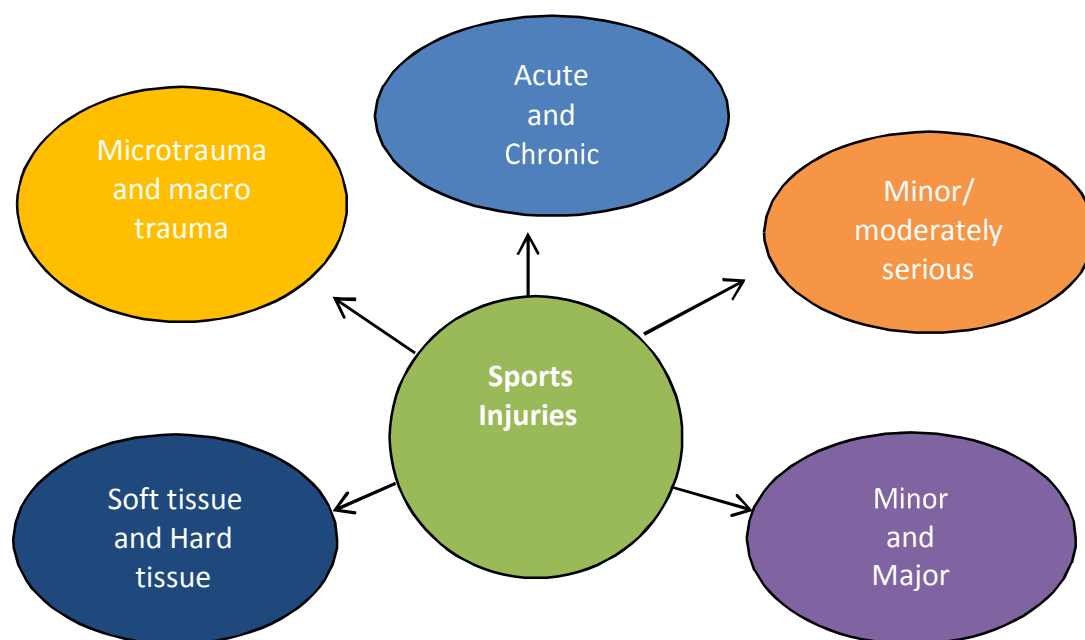 Acute
and
Chronic
Microtrauma
and macro
trauma
Minor/
moderately
serious
Sports
Injuries
Soft tissue
and Hard
tissue
Minor
and
Major